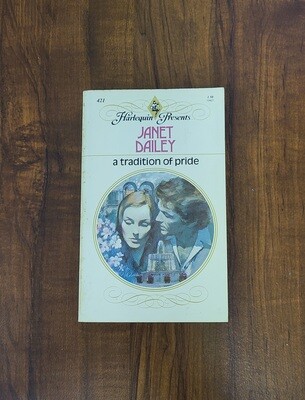 421
Harlequin Presents
JANET
DAILEY
a tradition of pride